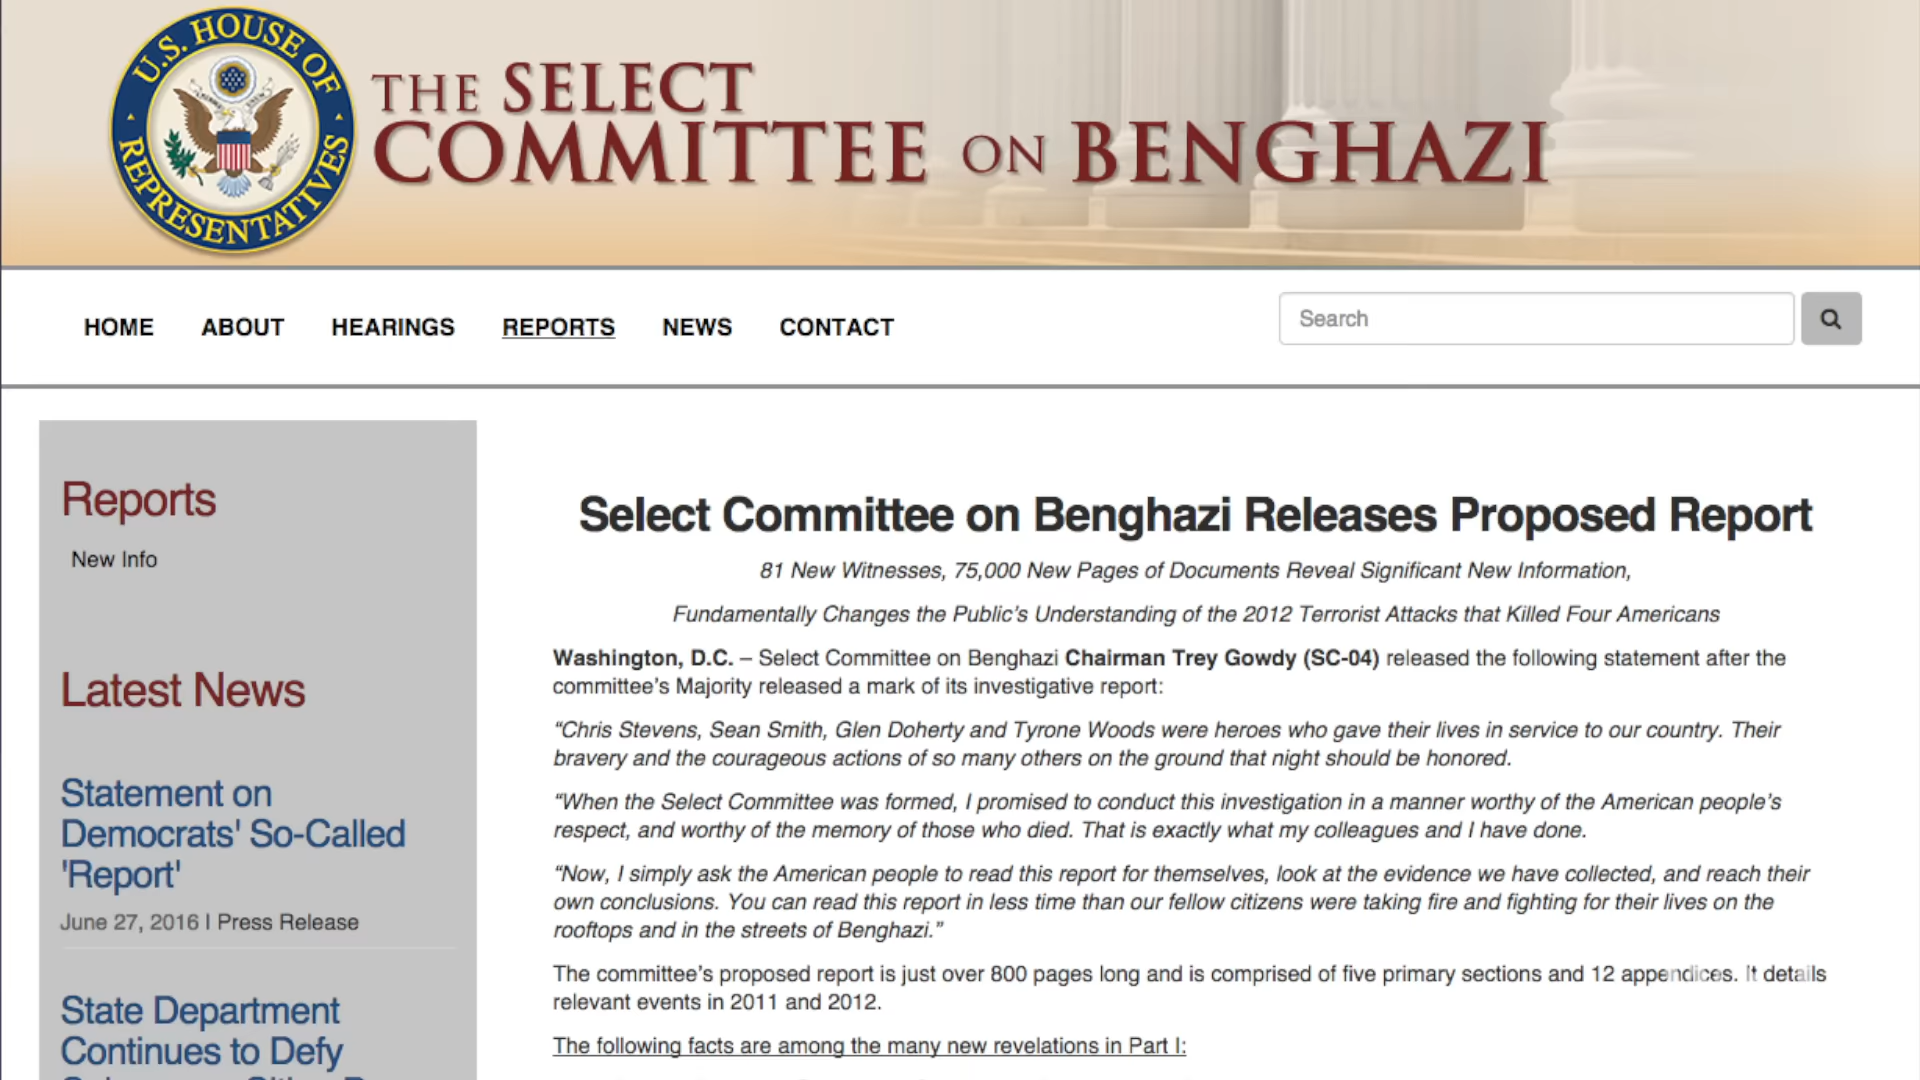 U.S. HOUSE OF REPRESENTATIVES
THE SELECT
COMMITTEE ON BENGHAZI
HOME ABOUT HEARINGS REPORTS NEWS CONTACT Search
Reports
New Info
Latest News
Statement on
Democrats' So-Called
'Report'
June 27, 2016 | Press Release
State Department
Continues to Defy
Select Committee on Benghazi Releases Proposed Report
81 New Witnesses, 75,000 New Pages of Documents Reveal Significant New Information,
Fundamentally Changes the Public's Understanding of the 2012 Terrorist Attacks that Killed Four Americans
Washington, D.C. – Select Committee on Benghazi Chairman Trey Gowdy (SC-04) released the following statement after the
committee's Majority released a mark of its investigative report:
“Chris Stevens, Sean Smith, Glen Doherty and Tyrone Woods were heroes who gave their lives in service to our country. Their
bravery and the courageous actions of so many others on the ground that night should be honored.
“When the Select Committee was formed, I promised to conduct this investigation in a manner worthy of the American people's
respect, and worthy of the memory of those who died. That is exactly what my colleagues and I have done.
“Now, I simply ask the American people to read this report for themselves, look at the evidence we have collected, and reach their
own conclusions. You can read this report in less time than our fellow citizens were taking fire and fighting for their lives on the
rooftops and in the streets of Benghazi.”
The committee's proposed report is just over 800 pages long and is comprised of five primary sections and 12 appendices. It details
relevant events in 2011 and 2012.
The following facts are among the many new revelations in Part I: